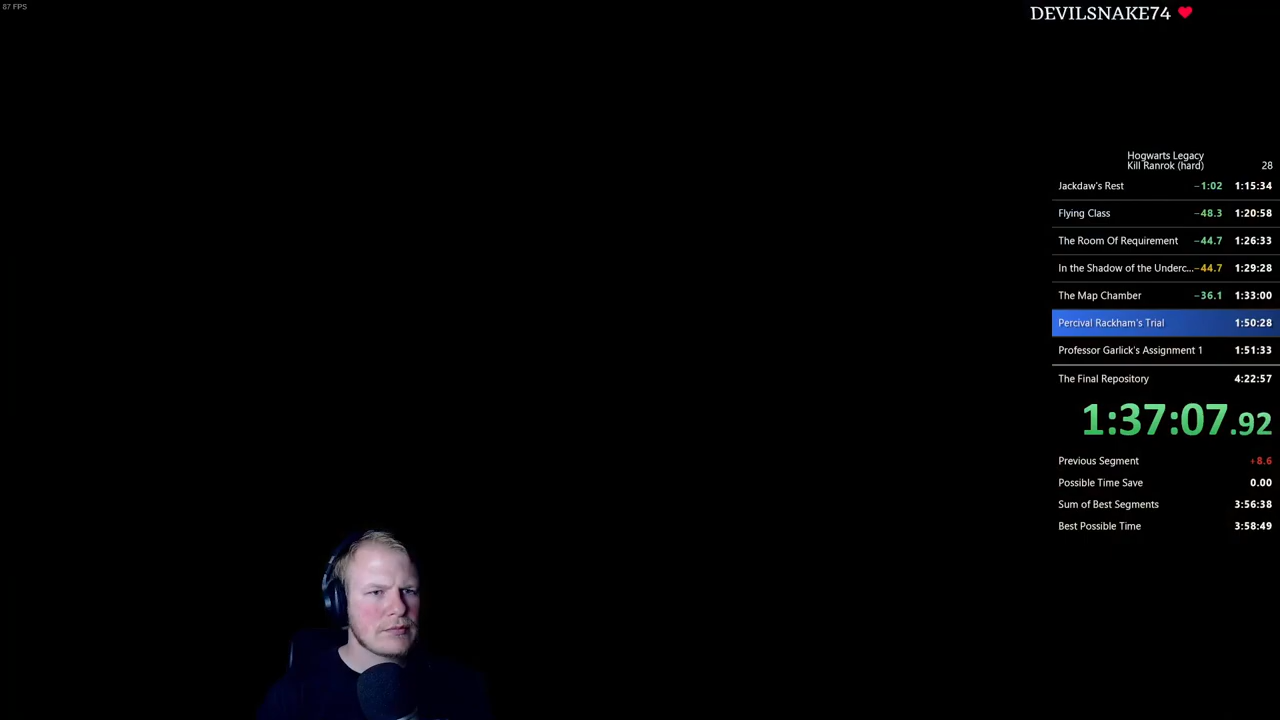 67 FPS
DEVILSNAKE74 ♥
Hogwarts Legacy
Kill Ranrok (hard) 28
Jackdaw's Rest −1:02 1:15:34
Flying Class −48.3 1:20:58
The Room Of Requirement −44.7 1:26:33
In the Shadow of the Underc... −44.7 1:29:28
The Map Chamber −36.1 1:33:00
Percival Rackham's Trial 1:50:28
Professor Garlick's Assignment 1 1:51:33
The Final Repository 4:22:57
1:37:07.92
Previous Segment +8.6
Possible Time Save 0.00
Sum of Best Segments 3:56:38
Best Possible Time 3:58:49